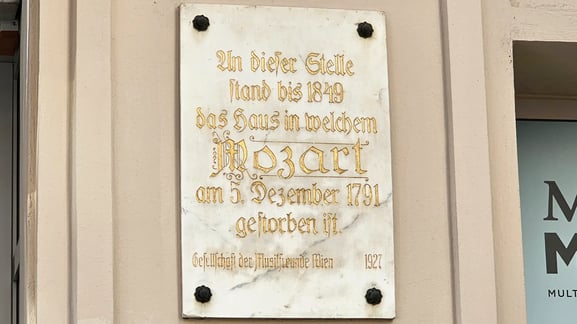 An dieser Stelle
stand bis 1849
das Haus in welchem
Mozart
am 5. Dezember 1791
gestorben ist.
Gesellschaft der Musikfreunde Wien 1927
M
M
MULT